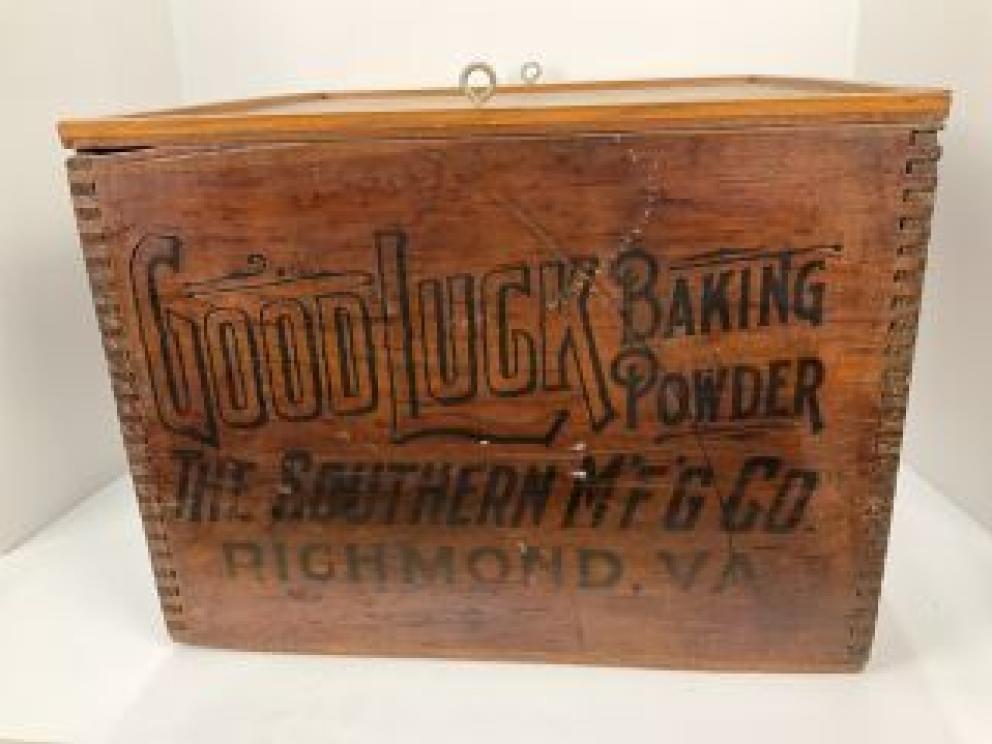 GOOD LUCK BAKING
POWDER
THE SOUTHERN M'F'G CO.
RICHMOND, VA